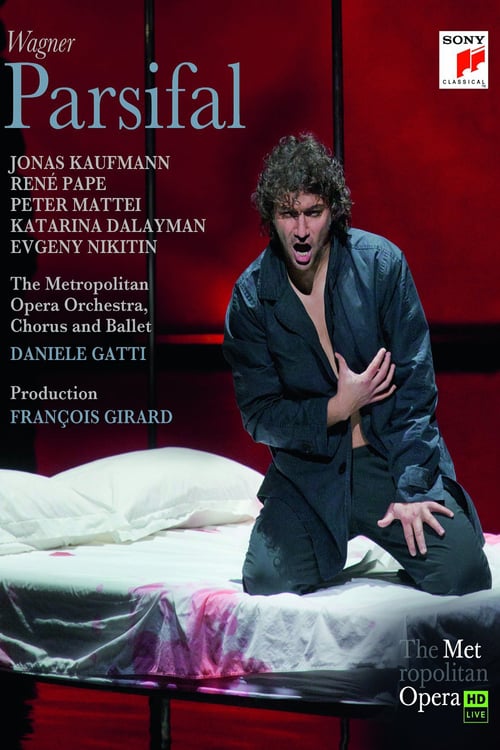 Wagner
Parsifal
SONY
CLASSICAL
JONAS KAUFMANN
RENÉ PAPE
PETER MATTEI
KATARINA DALAYMAN
EVGENY NIKITIN
The Metropolitan
Opera Orchestra,
Chorus and Ballet
DANIELE GATTI
Production
FRANÇOIS GIRARD
The Met
ropolitan
Opera HD
LIVE